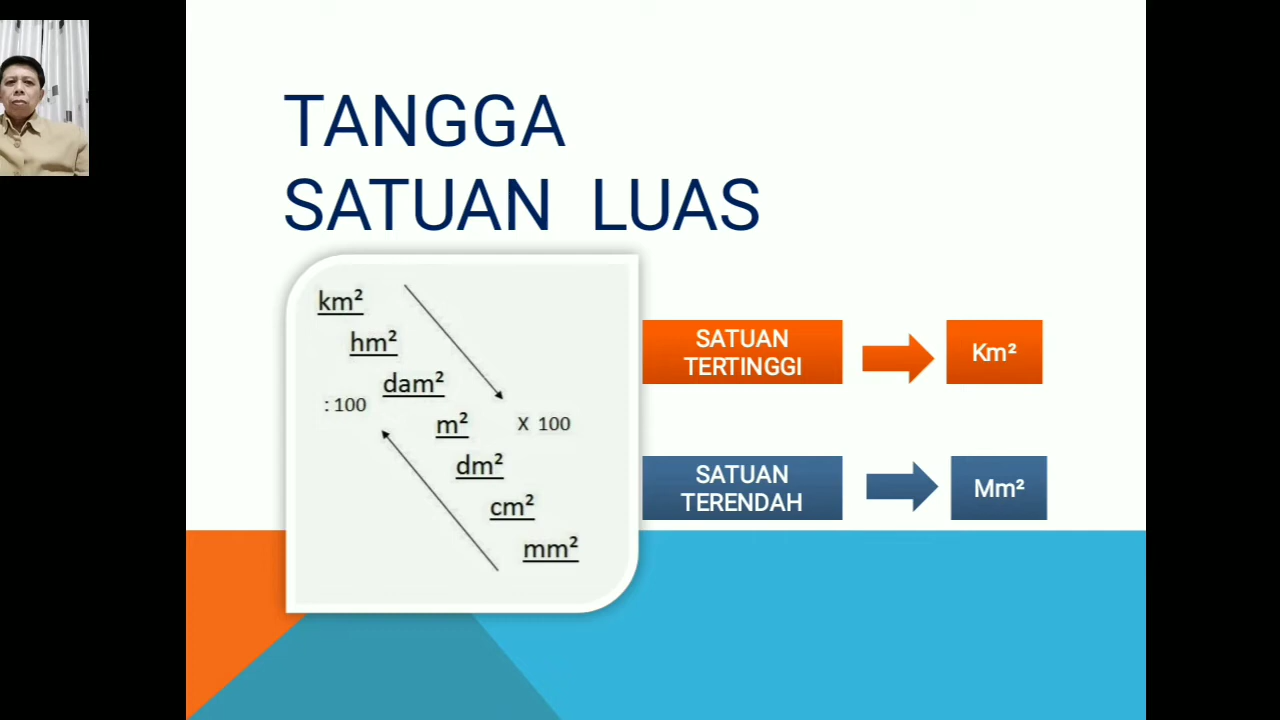 TANGGA
SATUAN LUAS
km²
hm²
dam²
: 100
m²
X 100
dm²
cm²
mm²
SATUAN
TERTINGGI
Km²
SATUAN
TERENDAH
Mm²